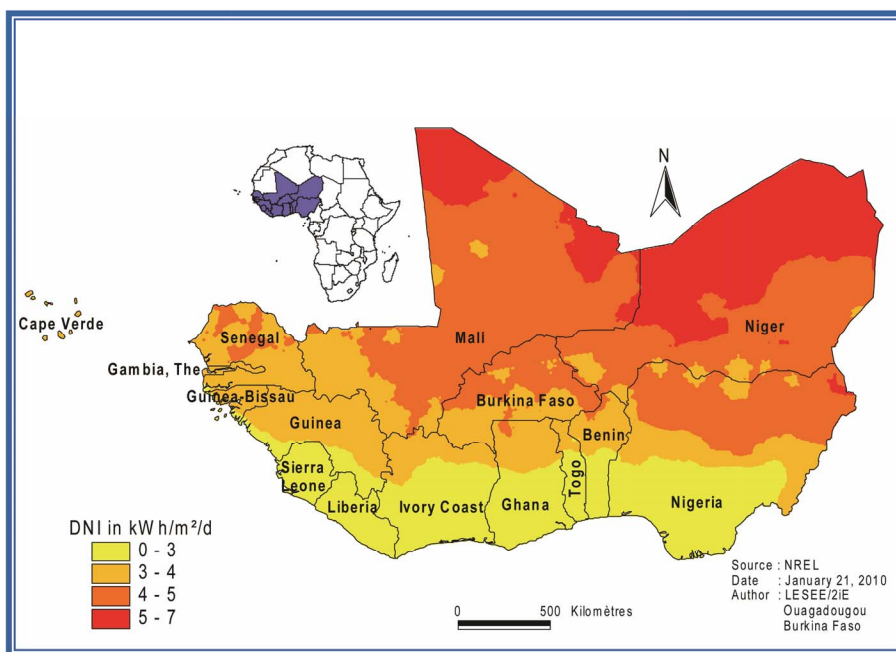 N
Cape Verde
Senegal
Mali
Niger
Gambia, The
Guinea-Bissau
Burkina Faso
Guinea
Benin
Sierra
Leone
Togo
Liberia
Ivory Coast
Ghana
Nigeria
DNI in kW h/m²/d
0 - 3
3 - 4
4 - 5
5 - 7
0 500 Kilomètres
Source : NREL
Date : January 21, 2010
Author : LESEE/2iE
Ouagadougou
Burkina Faso